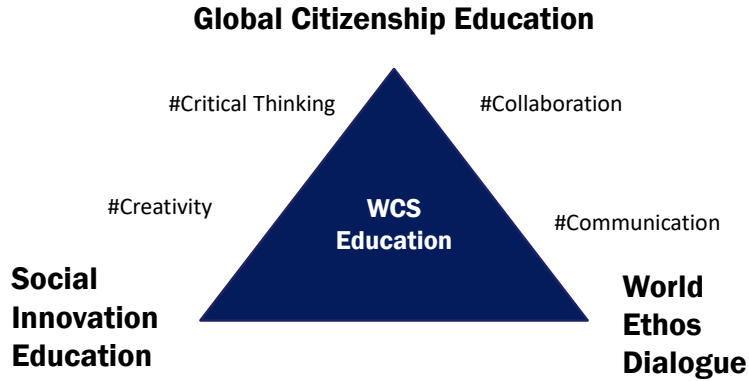 Global Citizenship Education
#Critical Thinking
#Collaboration
#Creativity
WCS
Education
#Communication
Social
Innovation
Education
World
Ethos
Dialogue